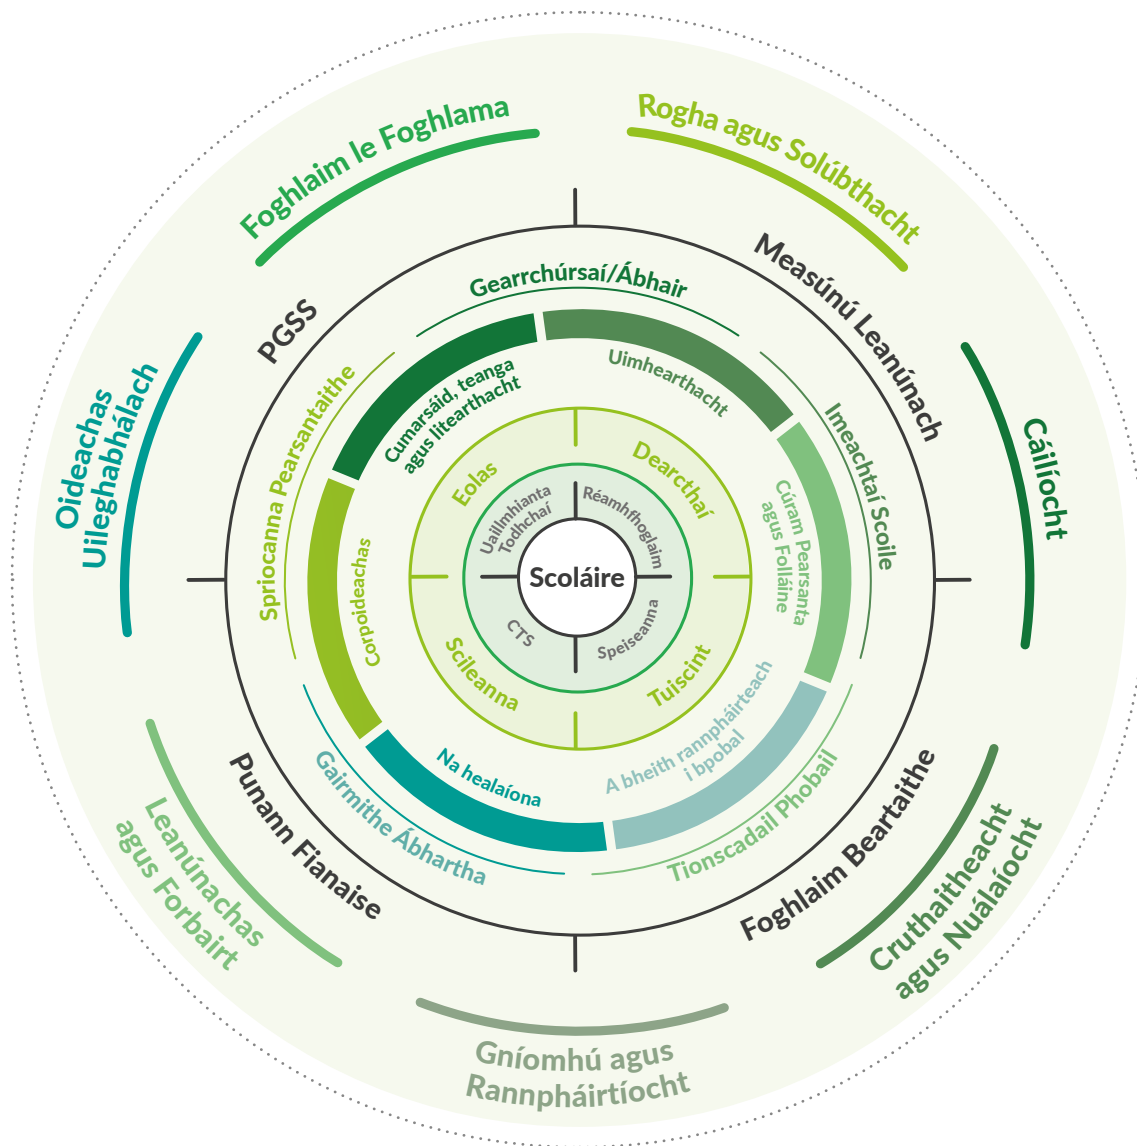 Foghlaim le Foghlama
Rogha agus Solúbthacht
Cáilíocht
Cruthaitheacht
agus Nuálaíocht
Gníomhú agus
Rannpháirtíocht
Leanúnachas
agus Forbairt
Oideachas
Uileghabhálach
PGSS
Measúnú Leanúnach
Foghlaim Beartaithe
Punann Fianaise
Gearrchúrsaí/Ábhair
Imeachtaí Scoile
Tionscadail Phobail
Gairmithe Ábhartha
Spriocanna Pearsantaithe
Cumarsáid, teanga
agus litearthacht
Uimhearthacht
Cúram Pearsanta
agus Folláine
A bheith rannpháirteach
i bpobal
Na healaíona
Corpoideachas
Eolas
Dearcthaí
Tuiscint
Scileanna
Uaillmhianta
Todhchaí
Réamhfhoglaim
Speiseanna
CTS
Scoláire